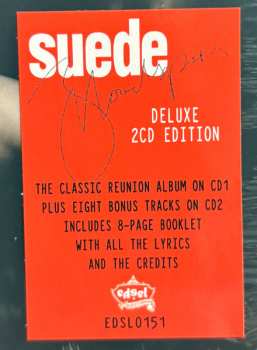 suede
DELUXE
2CD EDITION
THE CLASSIC REUNION ALBUM ON CD1
PLUS EIGHT BONUS TRACKS ON CD2
INCLUDES 8-PAGE BOOKLET
WITH ALL THE LYRICS
AND THE CREDITS
edsel
EDSL0151